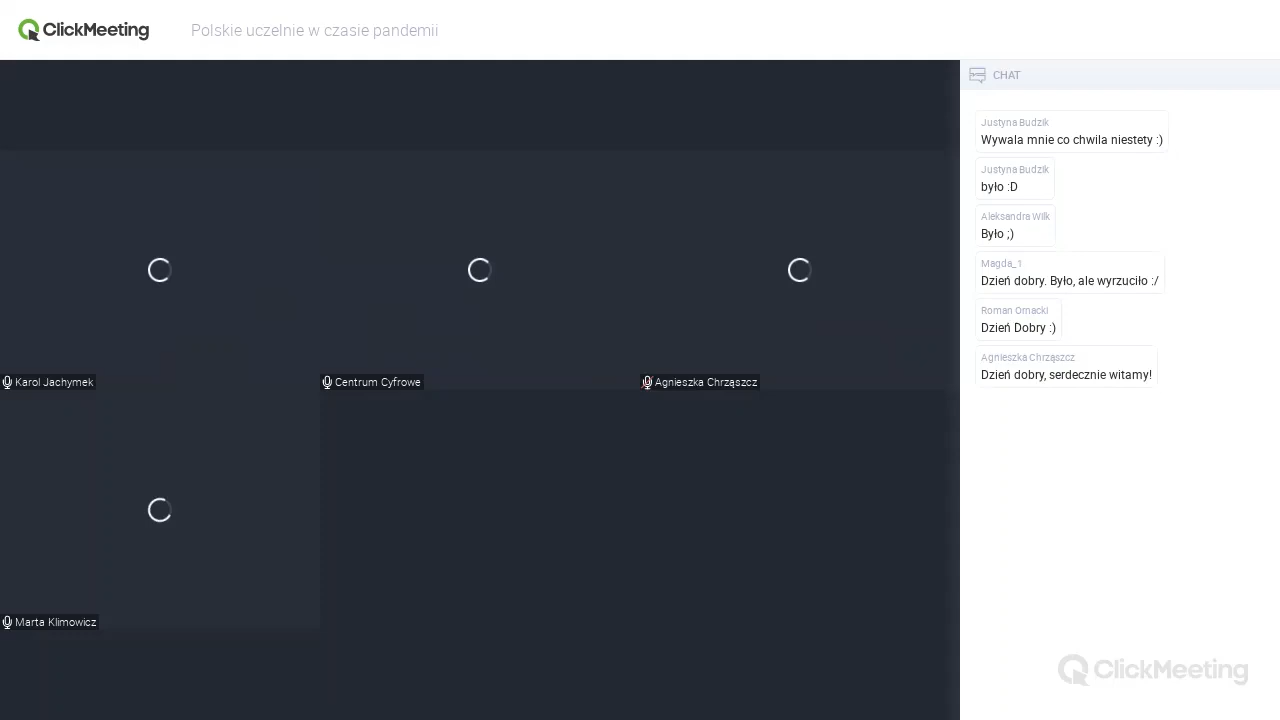 ClickMeeting
Polskie uczelnie w czasie pandemii
CHAT
Justyna Budzik
Wywala mnie co chwila niestety :)
Justyna Budzik
było :D
Aleksandra Wilk
Było ;)
Magda_1
Dzień dobry. Było, ale wyrzuciło :/
Roman Ornacki
Dzień Dobry :)
Agnieszka Chrząszcz
Dzień dobry, serdecznie witamy!
Karol Jachymek
Centrum Cyfrowe
Agnieszka Chrząszcz
Marta Klimowicz
ClickMeeting